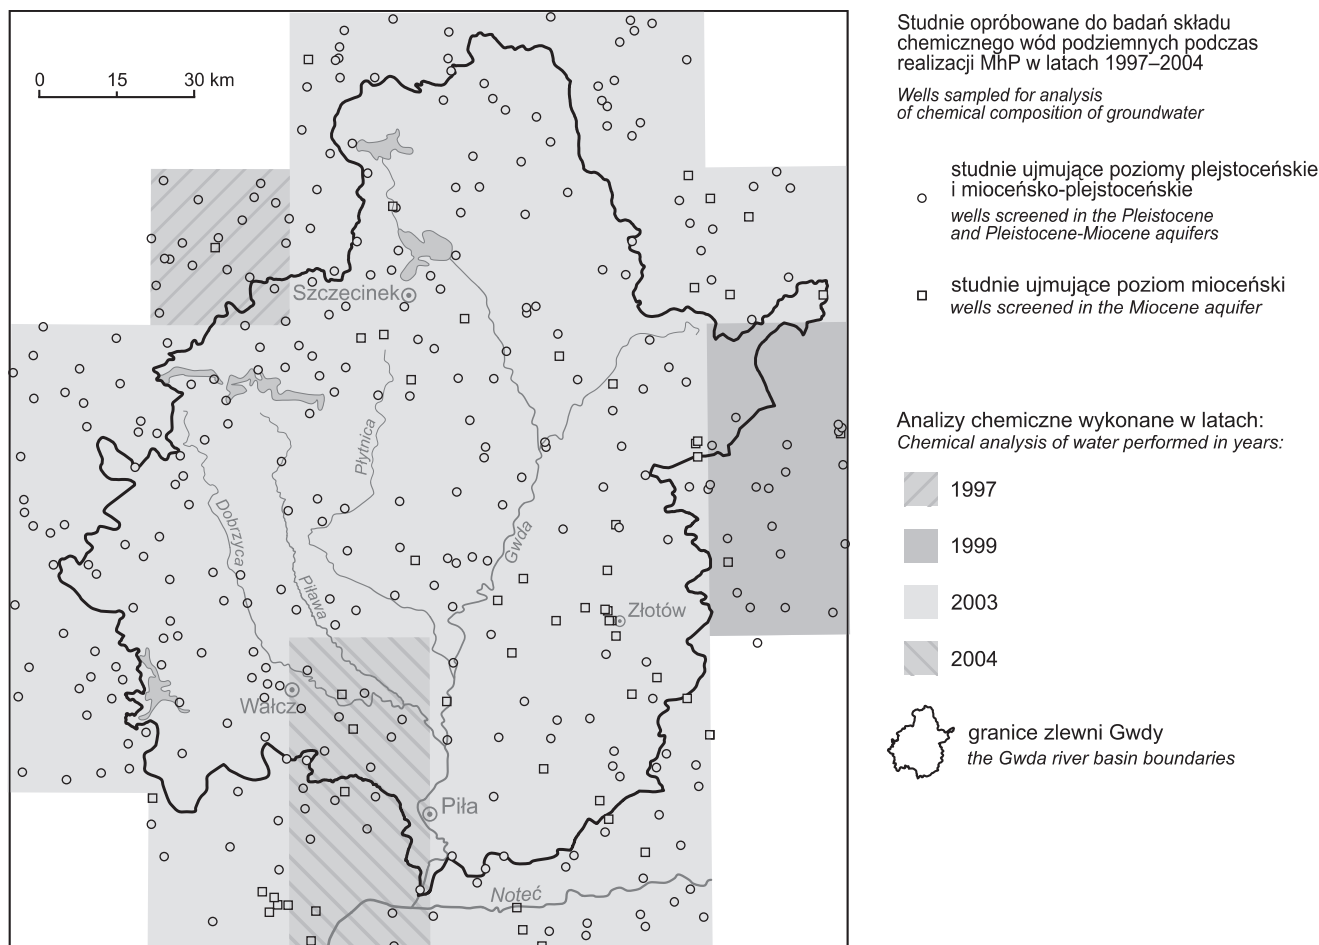 0 15 30 km
Szczecinek
Płytnica
Dobrzyca
Gwda
Piława
Złotów
Wałcz
Piła
Noteć
Studnie opróbowane do badań składu
chemicznego wód podziemnych podczas
realizacji MhP w latach 1997–2004
Wells sampled for analysis
of chemical composition of groundwater
studnie ujmujące poziomy plejstoceńskie
i mioceńsko-plejstoceńskie
wells screened in the Pleistocene
and Pleistocene-Miocene aquifers
studnie ujmujące poziom mioceński
wells screened in the Miocene aquifer
Analizy chemiczne wykonane w latach:
Chemical analysis of water performed in years:
1997
1999
2003
2004
granice zlewni Gwdy
the Gwda river basin boundaries